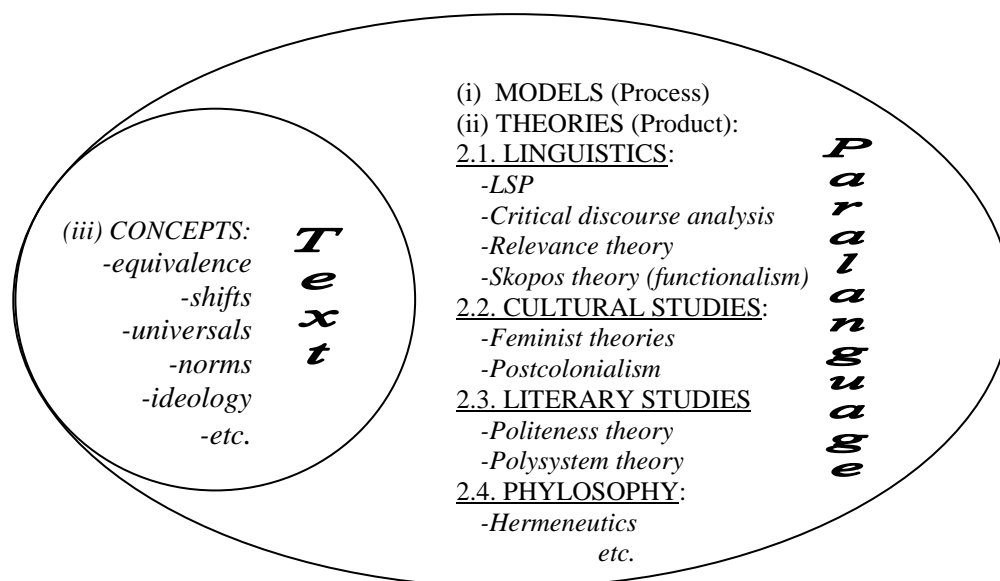 (iii) CONCEPTS:
-equivalence
-shifts
-universals
-norms
-ideology
-etc.
Text
(i) MODELS (Process)
(ii) THEORIES (Product):
2.1. LINGUISTICS:
-LSP
-Critical discourse analysis
-Relevance theory
-Skopos theory (functionalism)
2.2. CULTURAL STUDIES:
-Feminist theories
-Postcolonialism
2.3. LITERARY STUDIES
-Politeness theory
-Polysystem theory
2.4. PHYLOSOPHY:
-Hermeneutics
etc.
Paralanguage